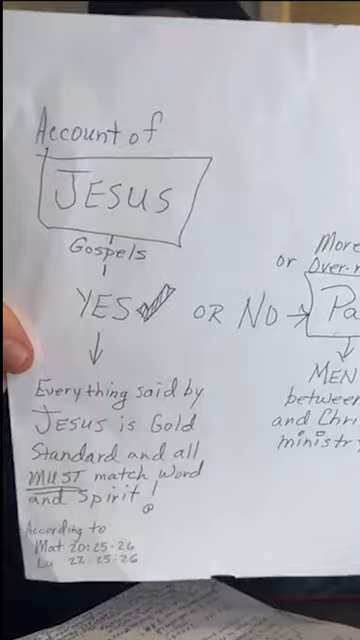 Account of
JESUS
Gospels
YES OR NO
Everything said by
JESUS is Gold
Standard and all
MUST match Word
and Spirit!
According to
Mat 20:25-26
Lu 22:25-26
More
or Over-r
Pa
MEN
between
and Chri
ministry